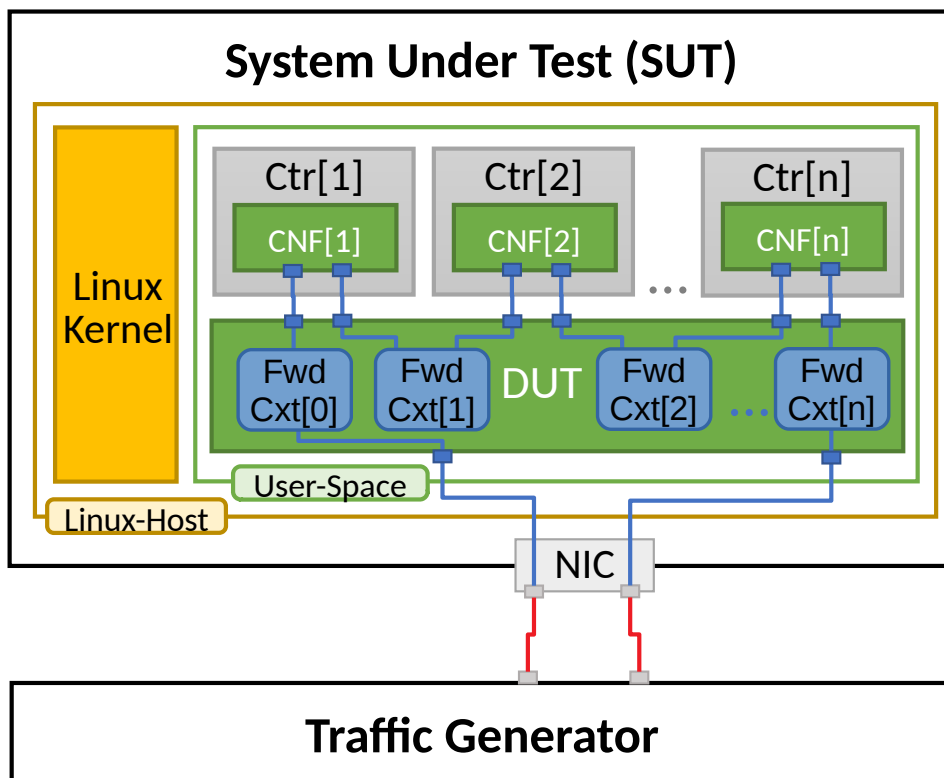 System Under Test (SUT)
Ctr[1]
Ctr[2]
Ctr[n]
CNF[1]
CNF[2]
CNF[n]
...
Linux
Kernel
Fwd
Cxt[0]
Fwd
Cxt[1]
DUT
Fwd
Cxt[2]
...
Fwd
Cxt[n]
User-Space
Linux-Host
NIC
Traffic Generator